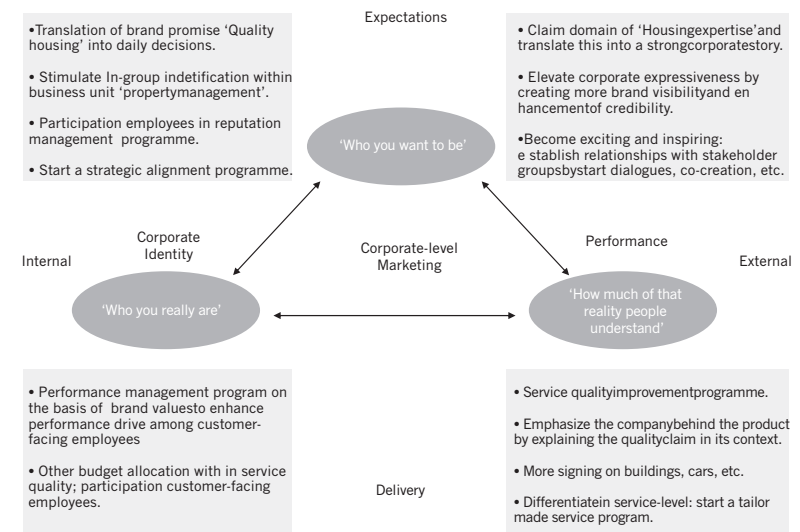 Expectations
•Translation of brand promise ‘Quality
housing’ into daily decisions.
• Stimulate In-group indetification within
business unit ‘propertymanagement’.
• Participation employees in reputation
management programme.
• Start a strategic alignment programme.
• Claim domain of ‘Housingexpertise’and
translate this into a strongcorporatestory.
• Elevate corporate expressiveness by
creating more brand visibilityand en
hancementof credibility.
•Become exciting and inspiring:
e stablish relationships with stakeholder
groupsbystart dialogues, co-creation, etc.
‘Who you want to be’
Internal
Corporate
Identity
Corporate-level
Marketing
Performance
External
‘Who you really are’
‘How much of that
reality people
understand’
• Performance management program on
the basis of brand valuesto enhance
performance drive among customer-
facing employees
• Other budget allocation with in service
quality; participation customer-facing
employees.
Delivery
• Service qualityimprovementprogramme.
• Emphasize the companybehind the product
by explaining the qualityclaim in its context.
• More signing on buildings, cars, etc.
• Differentiatein service-level: start a tailor
made service program.